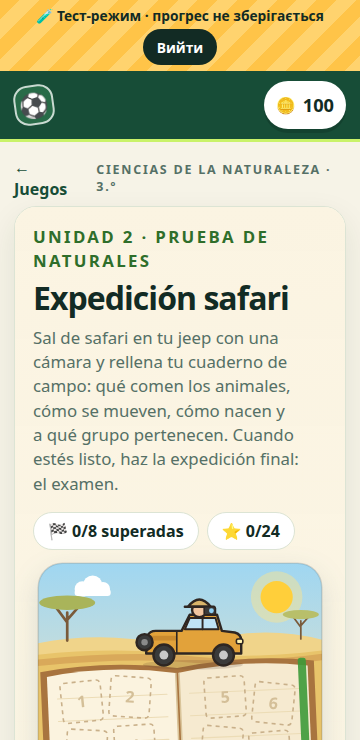 🧪 Тест-режим · прогрес не зберігається
Вийти
🪙 100
← Juegos
CIENCIAS DE LA NATURALEZA ·
3.º
UNIDAD 2 · PRUEBA DE
NATURALES
Expedición safari
Sal de safari en tu jeep con una
cámara y rellena tu cuaderno de
campo: qué comen los animales,
cómo se mueven, cómo nacen y
a qué grupo pertenecen. Cuando
estés listo, haz la expedición final:
el examen.
🏁 0/8 superadas
⭐ 0/24
1 2 5 6